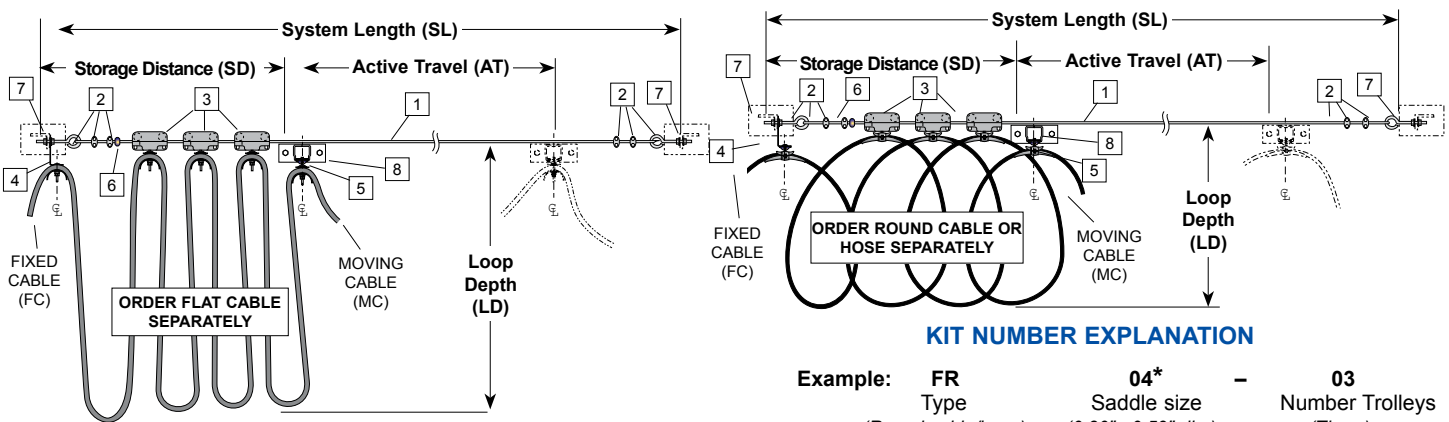 System Length (SL)
Storage Distance (SD)
Active Travel (AT)
7
2
6
3
1
2
7
4
8
5
℄
℄
℄
FIXED
CABLE
(FC)
MOVING
CABLE
(MC)
Loop
Depth
(LD)
ORDER FLAT CABLE
SEPARATELY
System Length (SL)
Storage Distance (SD)
Active Travel (AT)
7
2
6
3
1
2
7
4
8
5
℄
℄
℄
FIXED
CABLE
(FC)
MOVING
CABLE
(MC)
Loop
Depth
(LD)
ORDER ROUND CABLE OR
HOSE SEPARATELY
KIT NUMBER EXPLANATION
Example: FR 04* – 03
Type Saddle size Number Trolleys